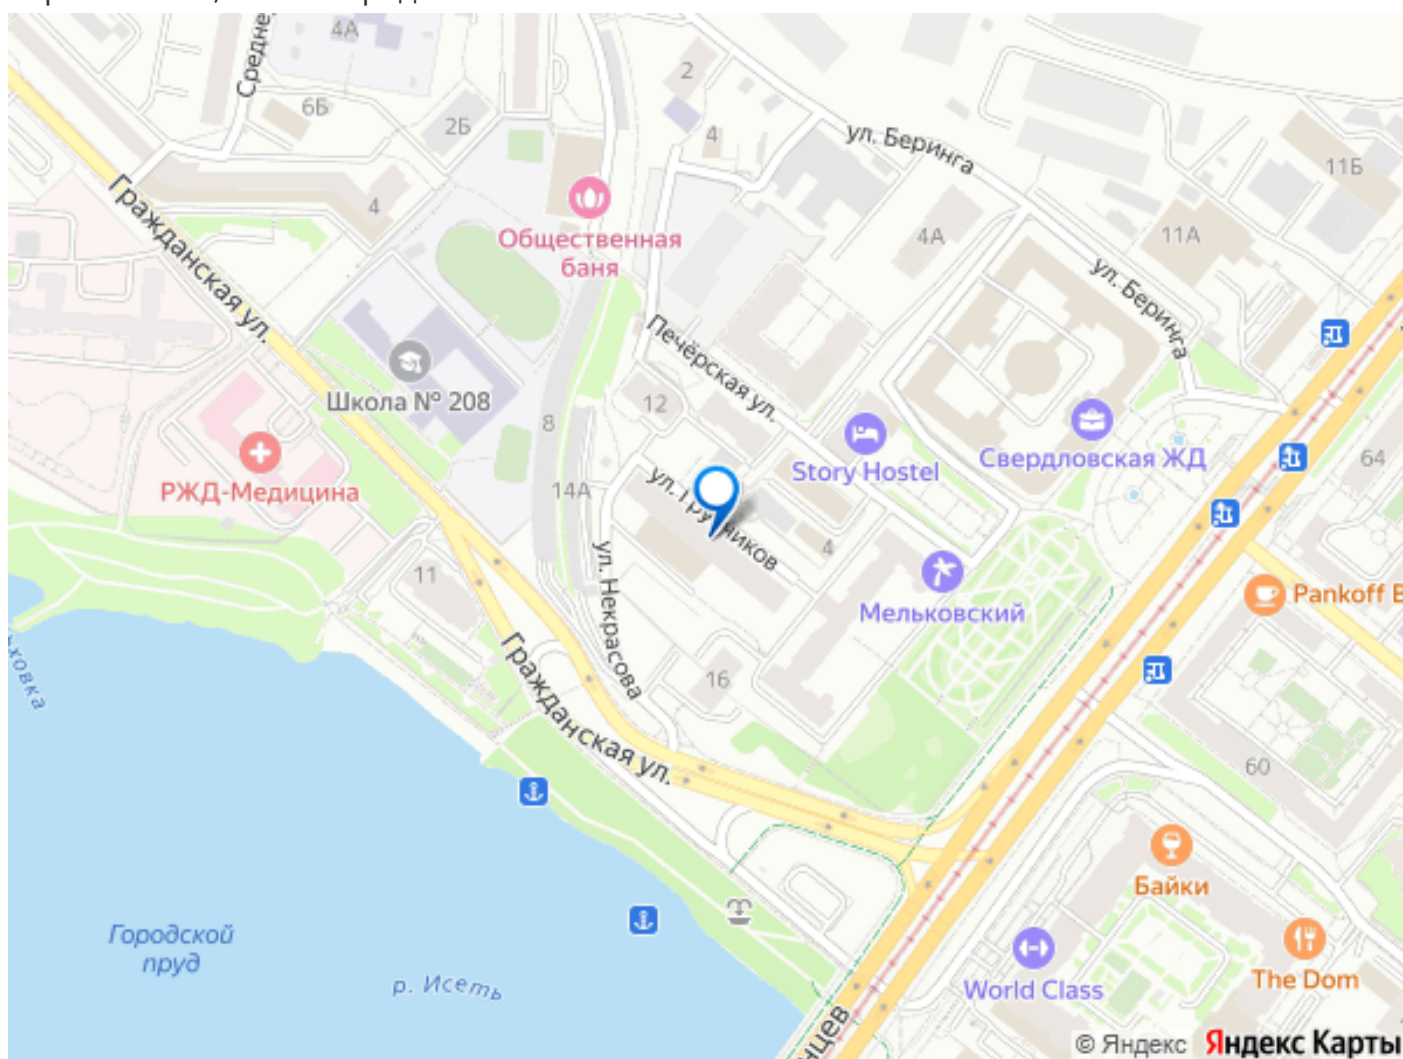 Средне
4А
6Б
2Б
2
4
ул. Беринга
11Б
Гражданская ул.
4
Общественная
баня
4А
11А
ул. Беринга
Печёрская ул.
Школа № 208
12
8
Story Hostel
Свердловская ЖД
64
РЖД-Медицина
14А
ул.
ников
4
11
ул. Некрасова
Мельковский
Pankoff B
ховка
Гражданская ул.
16
60
Байки
Городской
пруд
р. Исеть
World Class
The Dom
нцев
© Яндекс Яндекс Карты